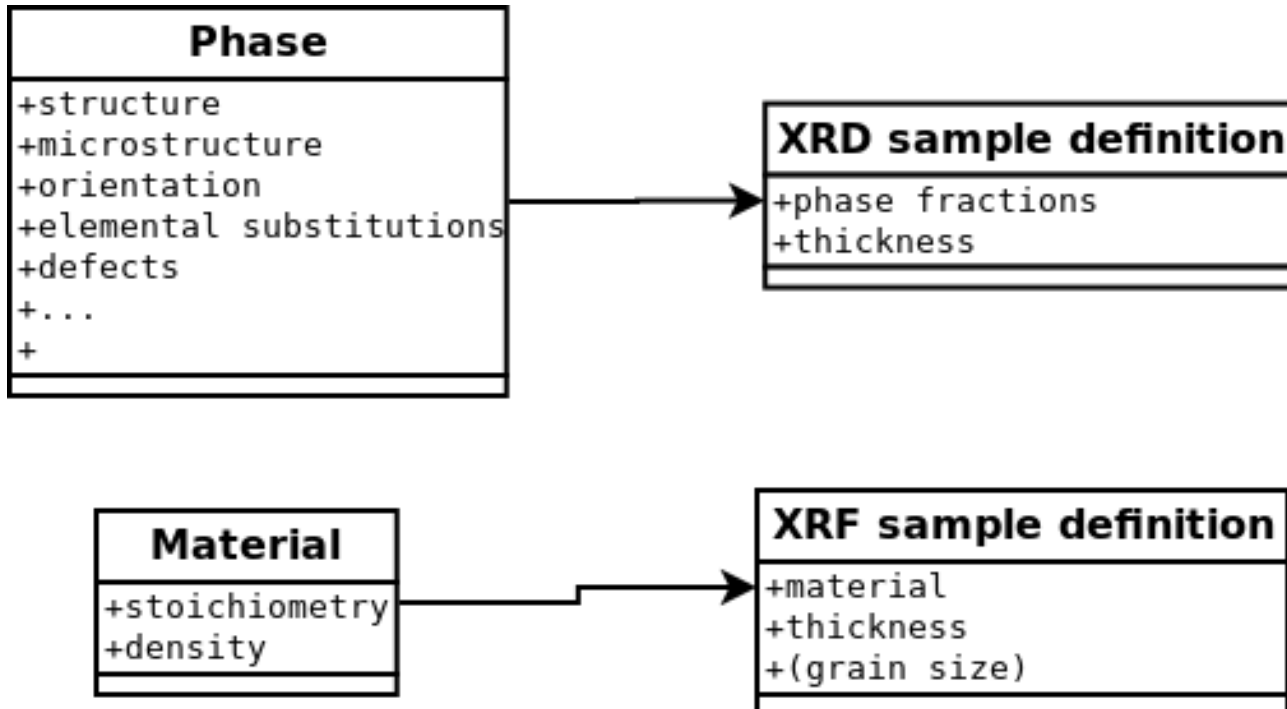 Phase
+structure
+microstructure
+orientation
+elemental substitutions
+defects
+...
+
XRD sample definition
+phase fractions
+thickness
Material
+stoichiometry
+density
XRF sample definition
+material
+thickness
+(grain size)